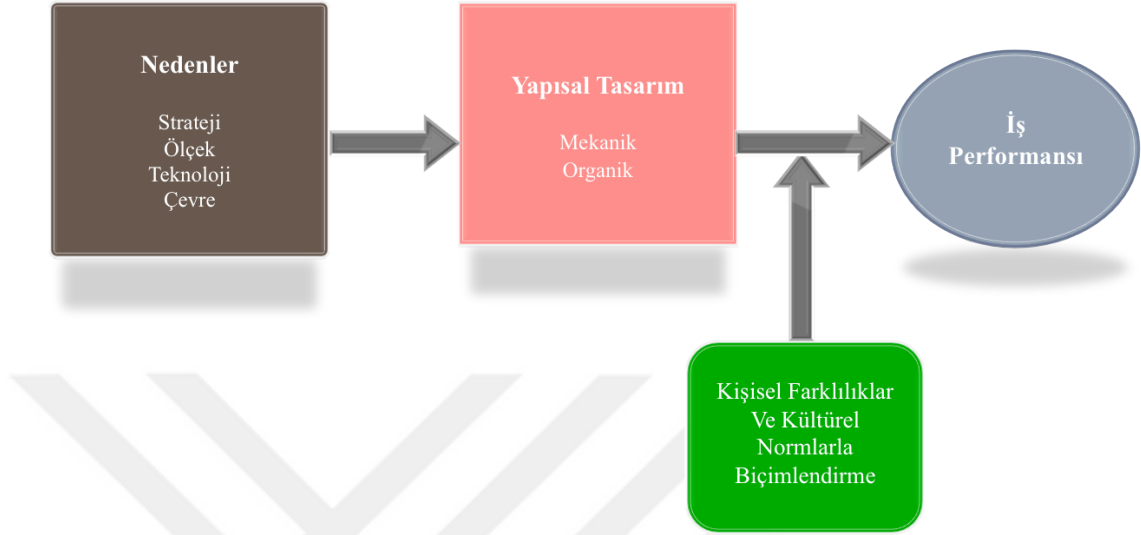 Nedenler
Strateji
Ölçek
Teknoloji
Çevre
Yapısal Tasarım
Mekanik
Organik
İş
Performansı
Kişisel Farklılıklar
Ve Kültürel
Normlarla
Biçimlendirme